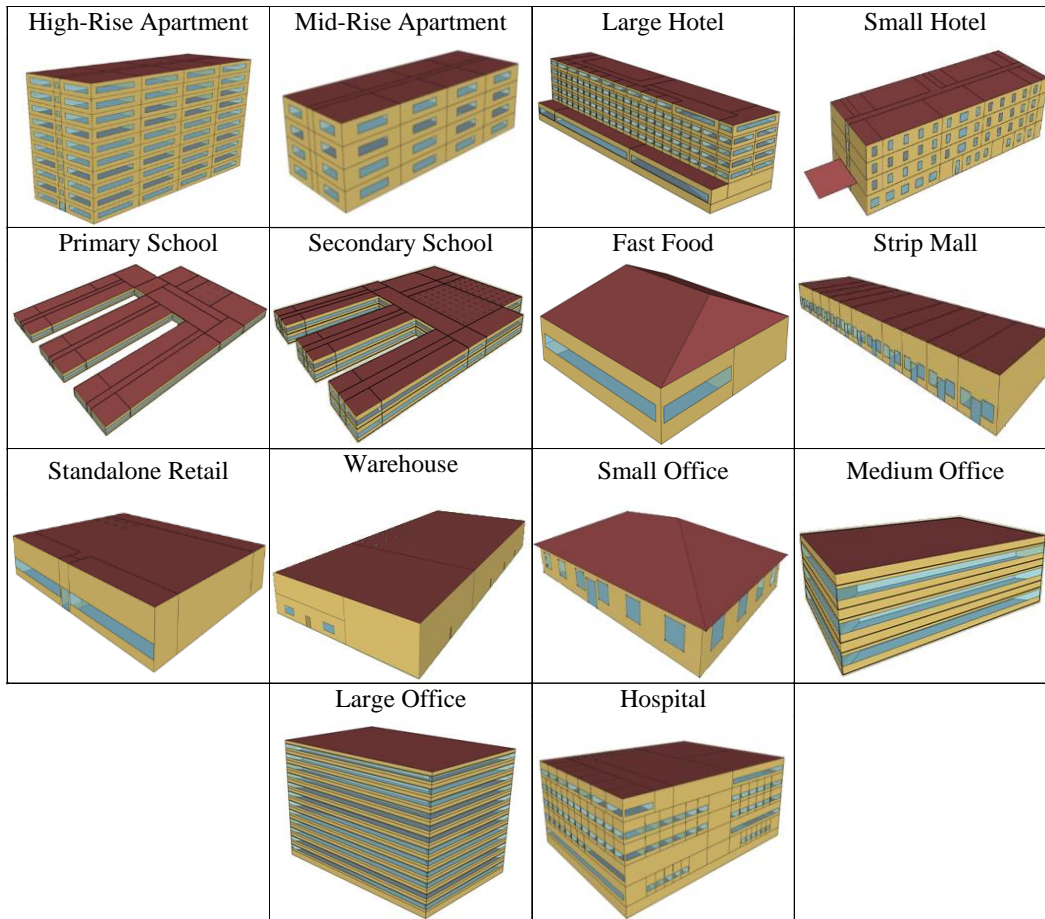 High-Rise Apartment
Mid-Rise Apartment
Large Hotel
Small Hotel
Primary School
Secondary School
Fast Food
Strip Mall
Standalone Retail
Warehouse
Small Office
Medium Office
Large Office
Hospital